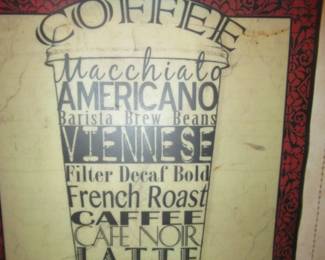 COFFEE
Macchiato
AMERICANO
Barista Brew Beans
VIENNESE
Filter Decaf Bold
French Roast
CAFFEE
CAFE NOIR
LATTE